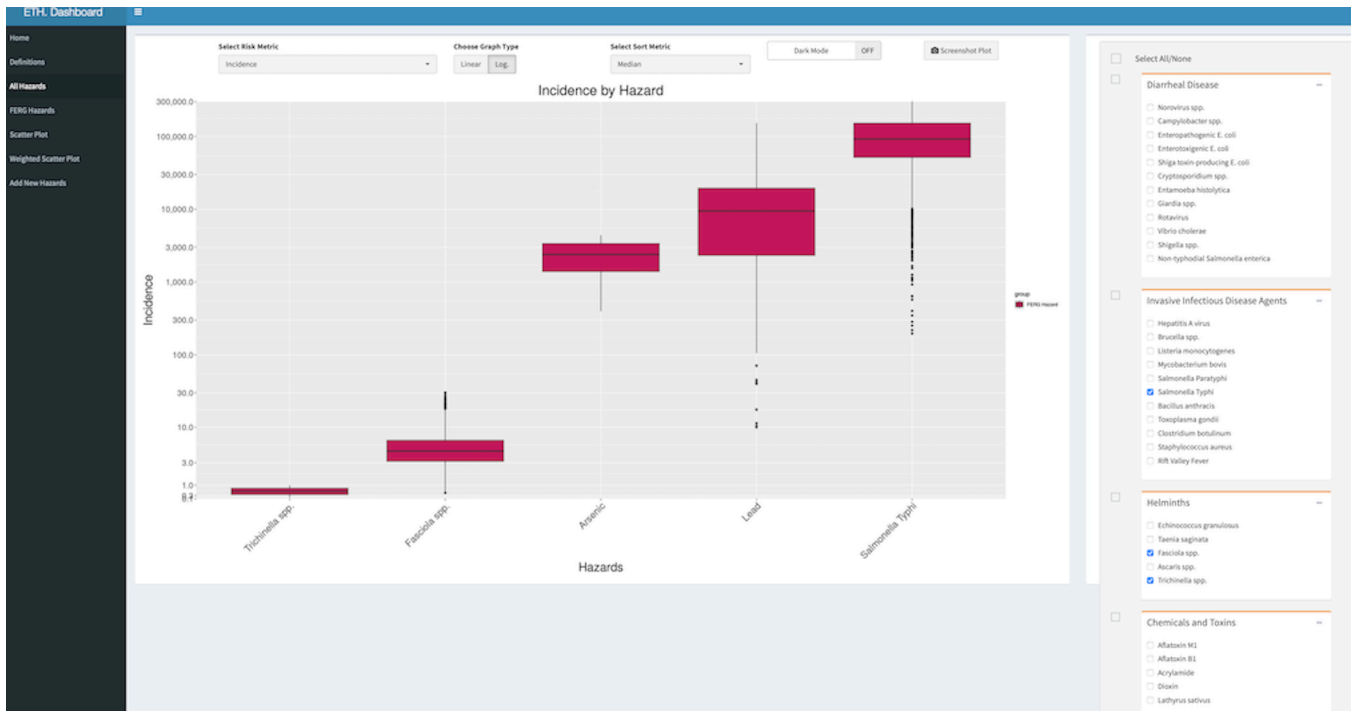 ETH. Dashboard
Home
Definitions
All Hazards
FERG Hazards
Scatter Plot
Weighted Scatter Plot
Add New Hazards
Select Risk Metric
Incidence
Choose Graph Type
Linear Log.
Select Sort Metric
Median
Dark Mode OFF
Screenshot Plot
Incidence by Hazard
300,000.0
100,000.0
30,000.0
10,000.0
3,000.0
1,000.0
300.0
100.0
30.0
10.0
3.0
1.0
0.1
Incidence
Trichinella spp.
Fasciola spp.
Arsenic
Lead
Salmonella Typhi
Hazards
group
FERG Hazard
Select All/None
Diarrheal Disease
Norovirus spp.
Campylobacter spp.
Enteropathogenic E. coli
Enterotoxigenic E. coli
Shiga toxin-producing E. coli
Cryptosporidium spp.
Entamoeba histolytica
Giardia spp.
Rotavirus
Vibrio cholerae
Shigella spp.
Non-typhodial Salmonella enterica
Invasive Infectious Disease Agents
Hepatitis A virus
Brucella spp.
Listeria monocytogenes
Mycobacterium bovis
Salmonella Paratyphi
Salmonella Typhi
Bacillus anthracis
Toxoplasma gondii
Clostridium botulinum
Staphylococcus aureus
Rift Valley Fever
Helminths
Echinococcus granulosus
Taenia saginata
Fasciola spp.
Ascaris spp.
Trichinella spp.
Chemicals and Toxins
Aflatoxin M1
Aflatoxin B1
Acrylamide
Dioxin
Lathyrus sativus